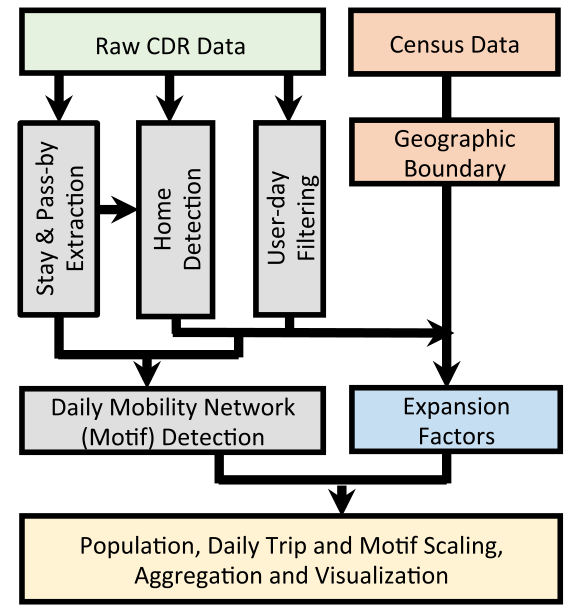 Raw CDR Data
Census Data
Geographic
Boundary
Stay & Pass-by
Extraction
Home
Detection
User-day
Filtering
Daily Mobility Network
(Motif) Detection
Expansion
Factors
Population, Daily Trip and Motif Scaling,
Aggregation and Visualization